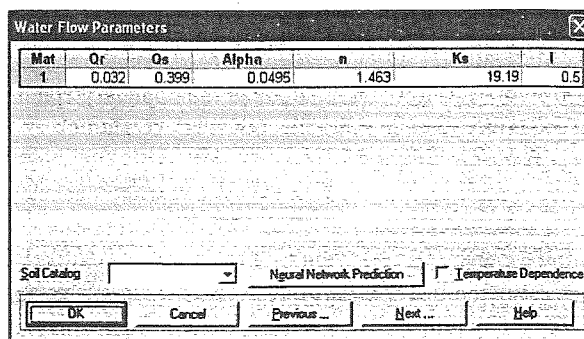 Water Flow Parameters
Mat Qr Qs Alpha n Ks l
1 0.032 0.399 0.0495 1.463 19.19 0.5
Soil Catalog Neural Network Prediction Temperature Dependence
OK Cancel Previous ... Next ... Help